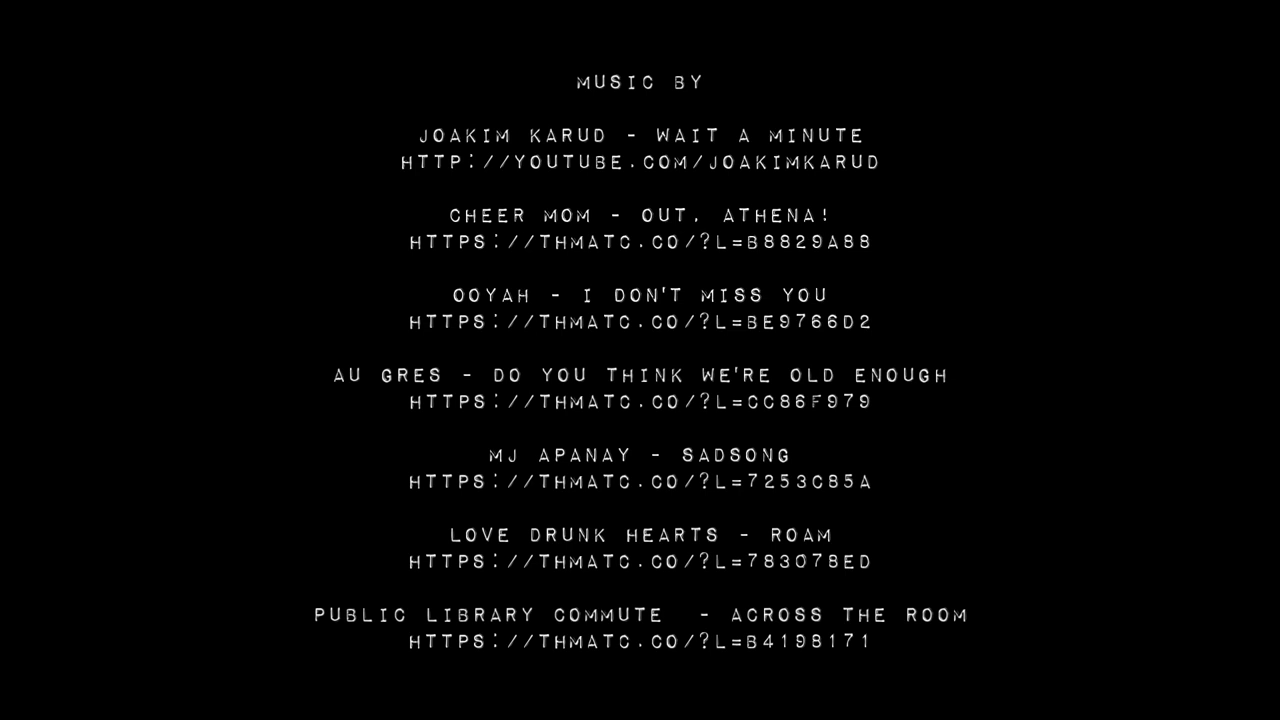 MUSIC BY
JOAKIM KARUD - WAIT A MINUTE
HTTP://YOUTUBE.COM/JOAKIMKARUD
CHEER MOM - OUT, ATHENA!
HTTPS://THMATC.CO/?L=B8829A88
OOYAH - I DON'T MISS YOU
HTTPS://THMATC.CO/?L=BE9766D2
AU GRES - DO YOU THINK WE'RE OLD ENOUGH
HTTPS://THMATC.CO/?L=CC86F979
MJ APANAY - SADSONG
HTTPS://THMATC.CO/?L=7253C85A
LOVE DRUNK HEARTS - ROAM
HTTPS://THMATC.CO/?L=783078ED
PUBLIC LIBRARY COMMUTE - ACROSS THE ROOM
HTTPS://THMATC.CO/?L=B419B171